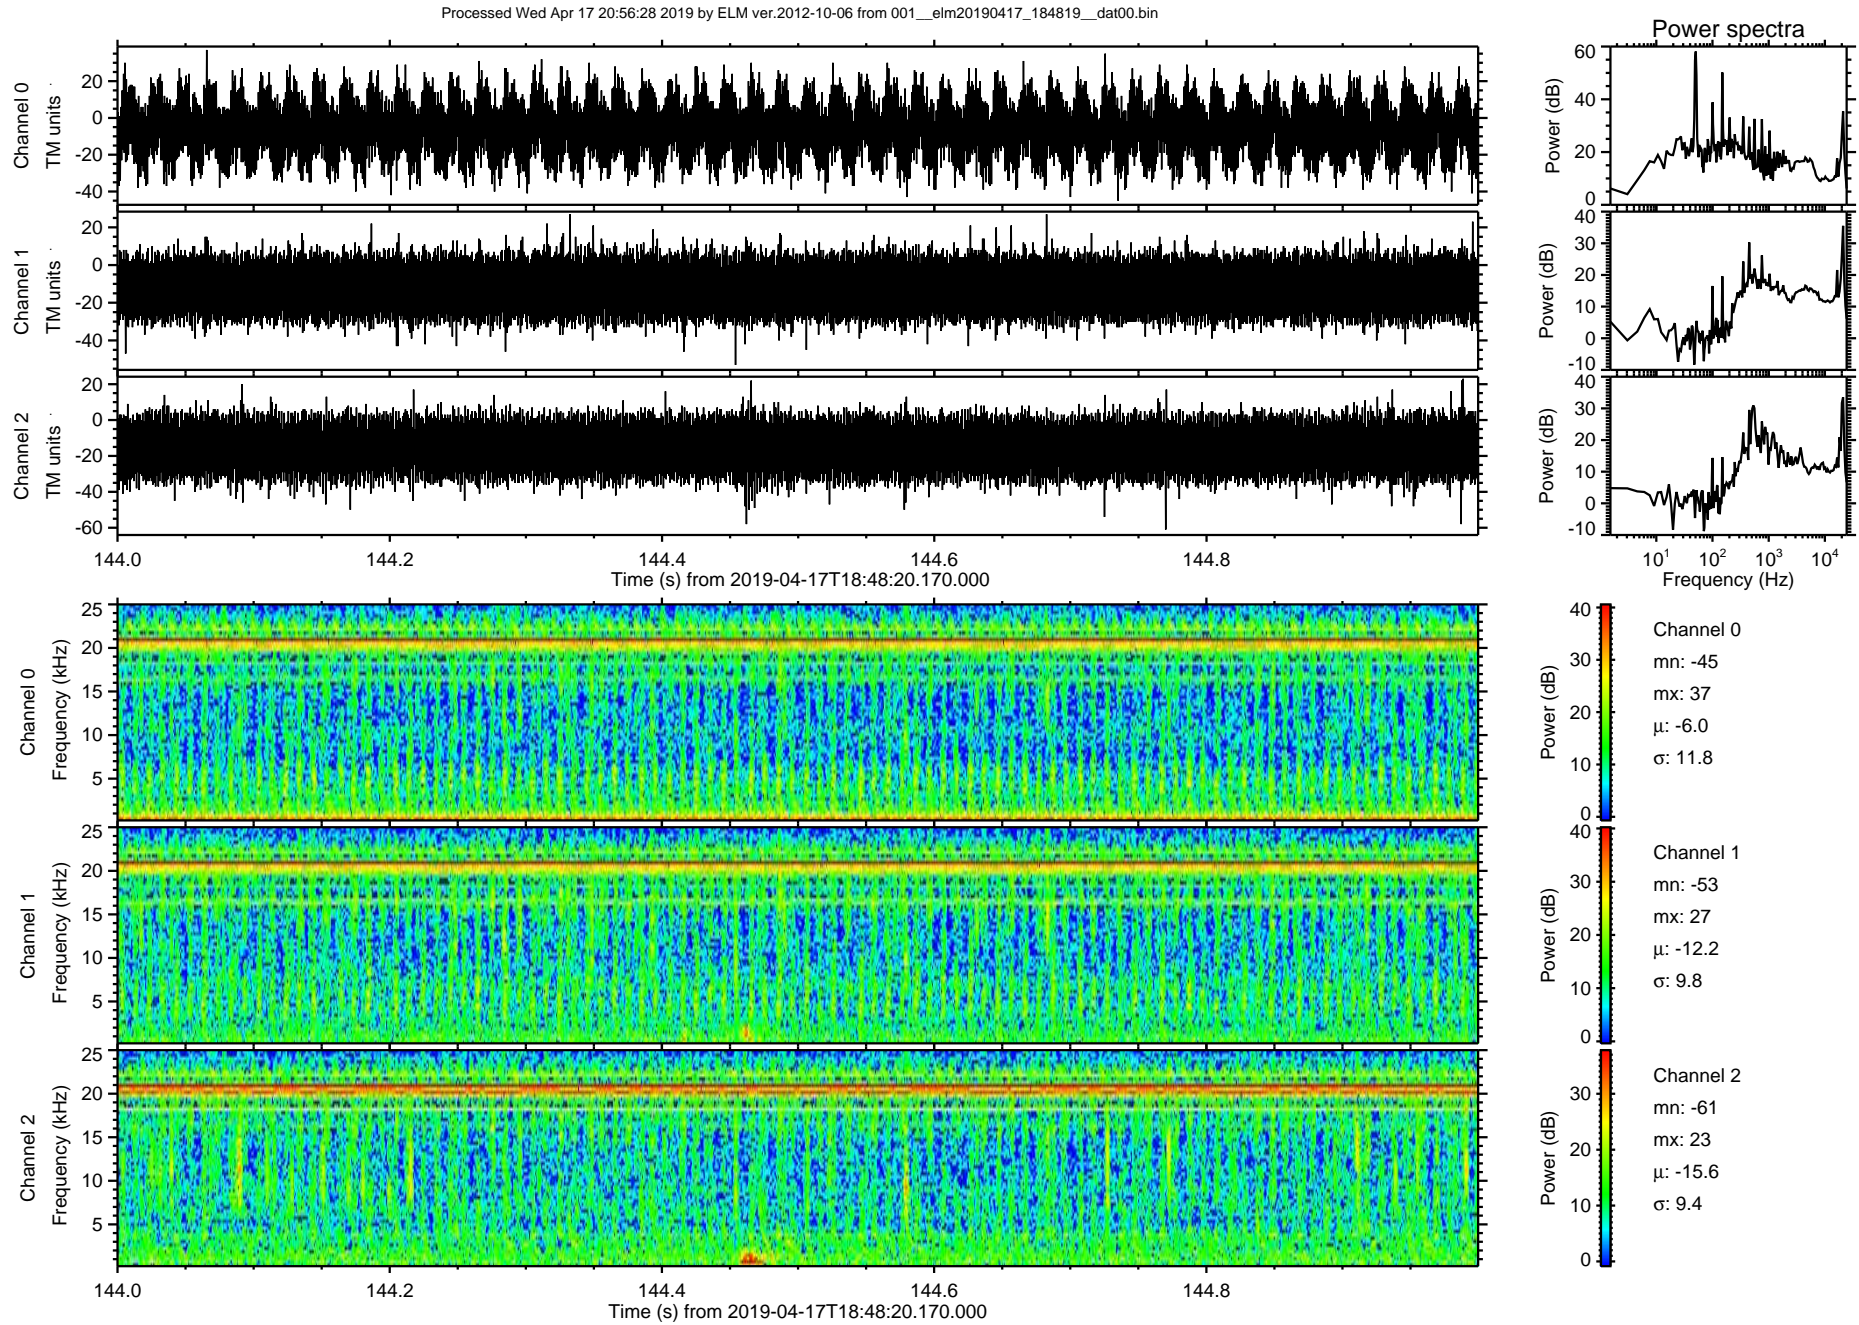 Processed Wed Apr 17 20:56:28 2019 by ELM ver.2012-10-06 from 001__elm20190417_184819__dat00.bin
Power spectra
Channel 0
TM units
20
0
-20
-40
Power (dB)
60
40
20
0
Channel 1
TM units
20
0
-20
-40
Power (dB)
40
30
20
10
0
-10
Channel 2
TM units
20
0
-20
-40
-60
Power (dB)
40
30
20
10
0
-10
144.0 144.2 144.4 144.6 144.8
Time (s) from 2019-04-17T18:48:20.170.000
10^1 10^2 10^3 10^4
Frequency (Hz)
Channel 0
Frequency (kHz)
25
20
15
10
5
Power (dB)
40
30
20
10
0
Channel 0
mn: -45
mx: 37
μ: -6.0
σ: 11.8
Channel 1
Frequency (kHz)
25
20
15
10
5
Power (dB)
40
30
20
10
0
Channel 1
mn: -53
mx: 27
μ: -12.2
σ: 9.8
Channel 2
Frequency (kHz)
25
20
15
10
5
Power (dB)
30
20
10
0
Channel 2
mn: -61
mx: 23
μ: -15.6
σ: 9.4
144.0 144.2 144.4 144.6 144.8
Time (s) from 2019-04-17T18:48:20.170.000